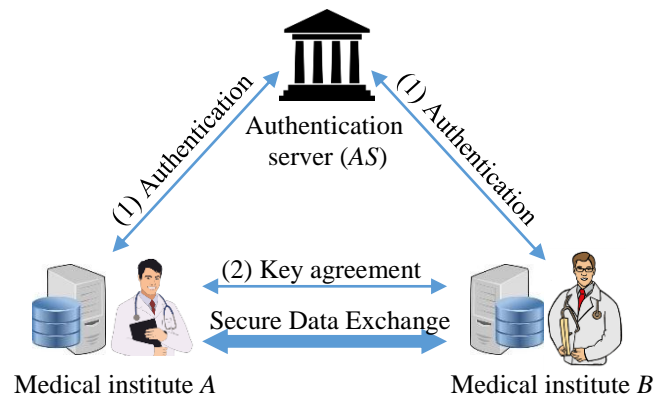 Authentication
server (AS)
(1) Authentication
(1) Authentication
(2) Key agreement
Secure Data Exchange
Medical institute A
Medical institute B